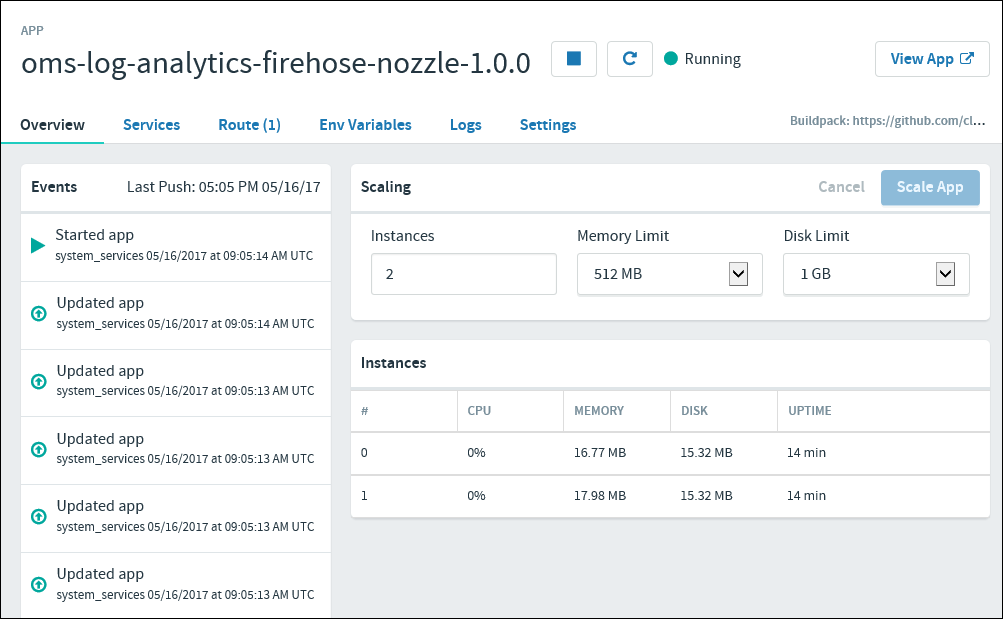 APP
oms-log-analytics-firehose-nozzle-1.0.0
Running
View App
Overview
Services
Route (1)
Env Variables
Logs
Settings
Buildpack: https://github.com/cl...
Events
Last Push: 05:05 PM 05/16/17
Started app
system_services 05/16/2017 at 09:05:14 AM UTC
Updated app
system_services 05/16/2017 at 09:05:14 AM UTC
Updated app
system_services 05/16/2017 at 09:05:13 AM UTC
Updated app
system_services 05/16/2017 at 09:05:13 AM UTC
Updated app
system_services 05/16/2017 at 09:05:13 AM UTC
Updated app
system_services 05/16/2017 at 09:05:13 AM UTC
Scaling
Cancel
Scale App
Instances
Memory Limit
Disk Limit
2
512 MB
1 GB
Instances
# CPU MEMORY DISK UPTIME
0 0% 16.77 MB 15.32 MB 14 min
1 0% 17.98 MB 15.32 MB 14 min